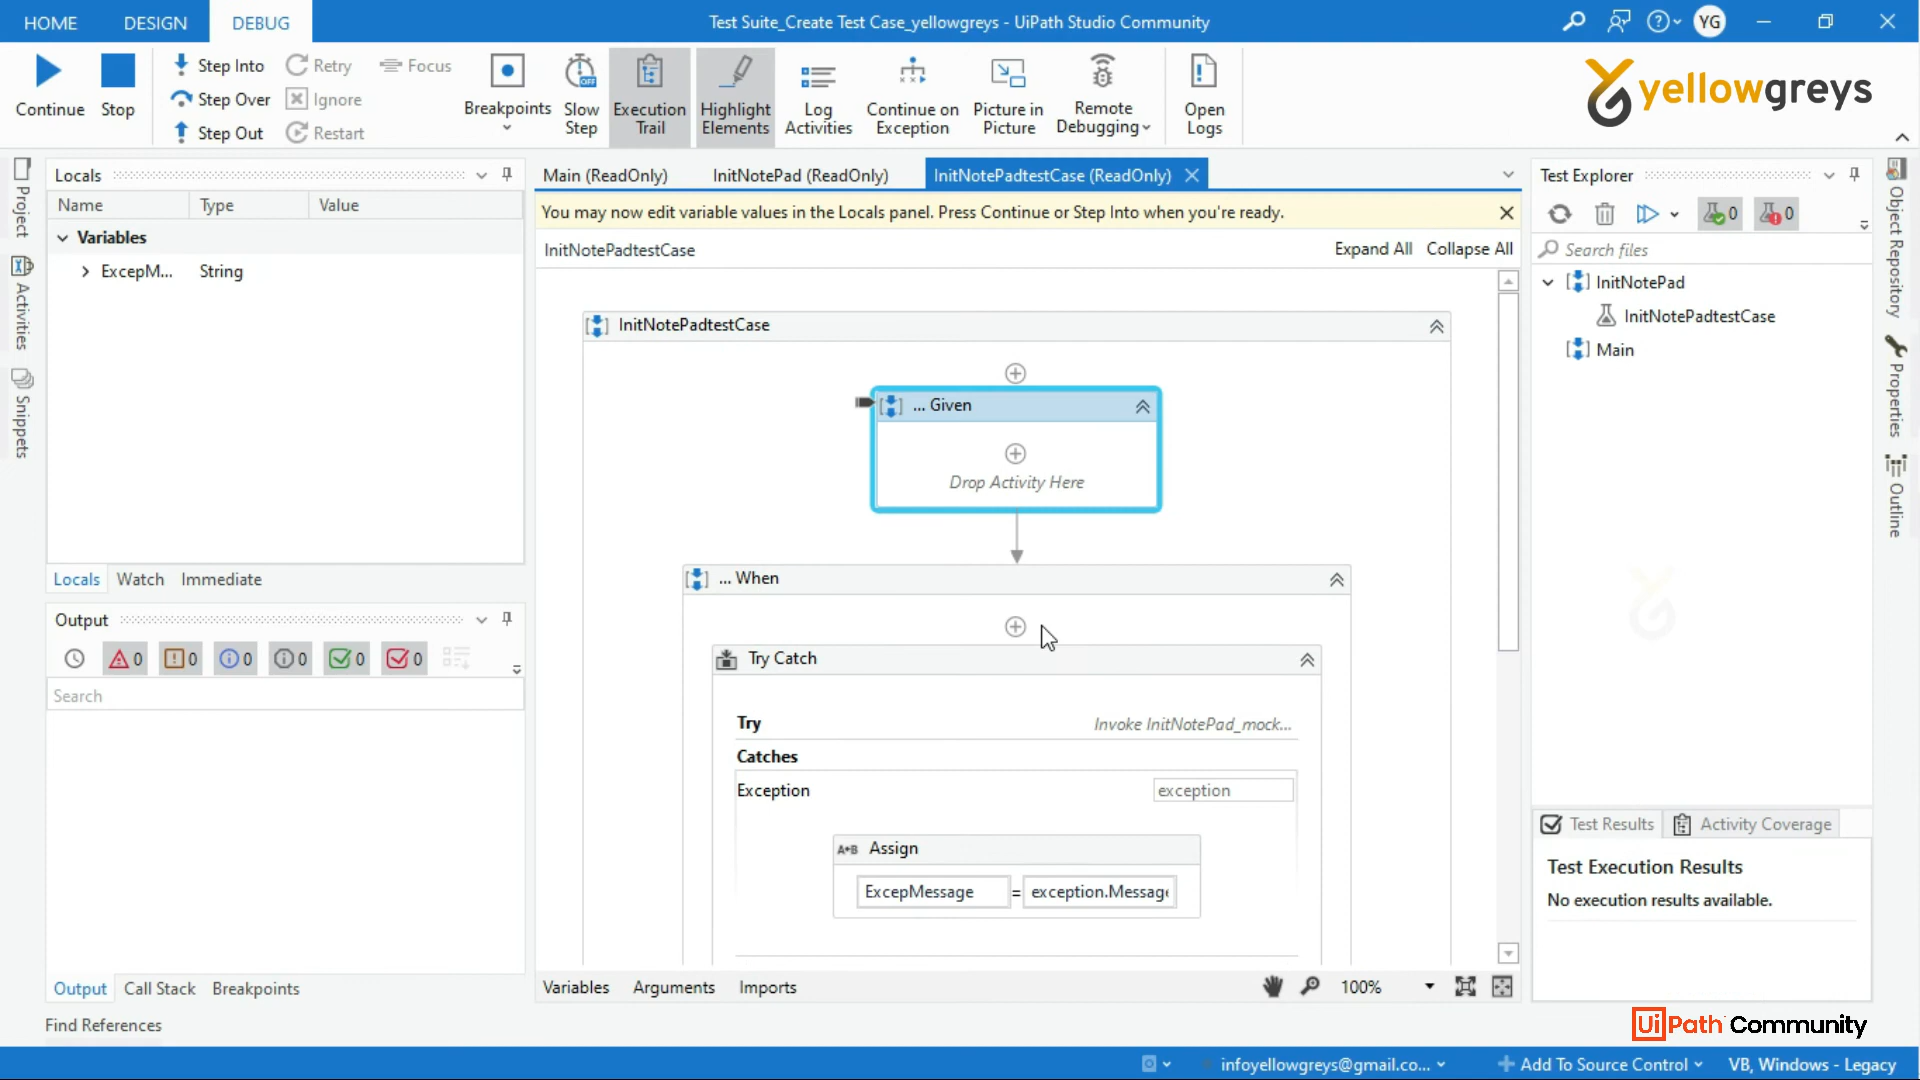 HOME DESIGN DEBUG
Test Suite_Create Test Case_yellowgreys - UiPath Studio Community
YG
Continue Stop
Step Into Retry Focus
Step Over Ignore
Step Out Restart
Breakpoints
Slow Step
Execution Trail
Highlight Elements
Log Activities
Continue on Exception
Picture in Picture
Remote Debugging
Open Logs
yellowgreys
Project
Activities
Snippets
Locals
Name Type Value
Variables
ExcepM... String
Locals Watch Immediate
Output
0 0 0 0 0 0
Search
Output Call Stack Breakpoints
Find References
Main (ReadOnly) InitNotePad (ReadOnly) InitNotePadtestCase (ReadOnly)
You may now edit variable values in the Locals panel. Press Continue or Step Into when you're ready.
InitNotePadtestCase Expand All Collapse All
InitNotePadtestCase
... Given
Drop Activity Here
... When
Try Catch
Try Invoke InitNotePad_mock...
Catches
Exception exception
A+B Assign
ExcepMessage = exception.Message
Variables Arguments Imports 100%
Test Explorer
0 0
Search files
InitNotePad
InitNotePadtestCase
Main
Test Results Activity Coverage
Test Execution Results
No execution results available.
Object Repository
Properties
Outline
UiPath Community
infoyellowgreys@gmail.co... Add To Source Control VB, Windows - Legacy